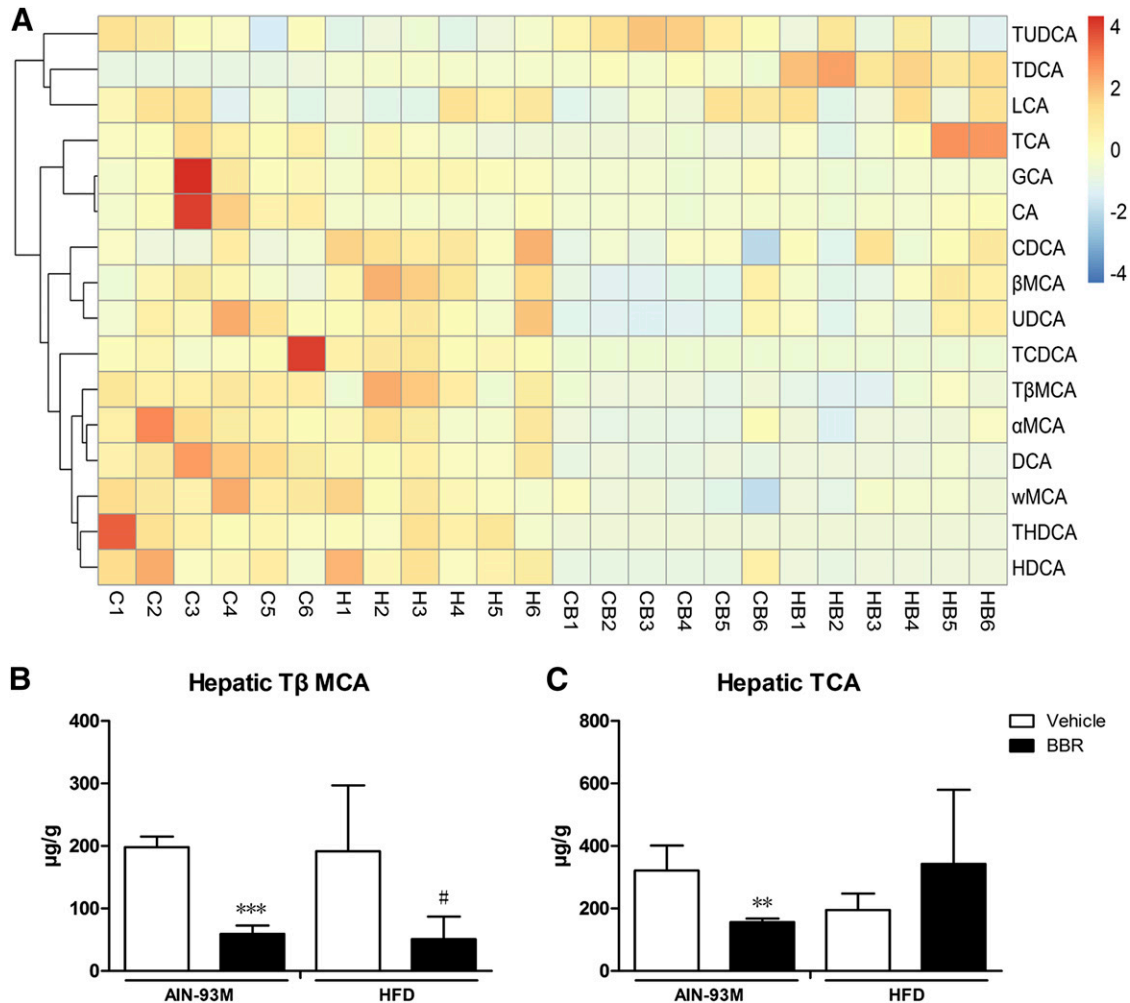 A
TUDCA
TDCA
LCA
TCA
GCA
CA
CDCA
βMCA
UDCA
TCDCA
TβMCA
αMCA
DCA
wMCA
THDCA
HDCA
4
2
0
-2
-4
C1 C2 C3 C4 C5 C6 H1 H2 H3 H4 H5 H6 CB1 CB2 CB3 CB4 CB5 CB6 HB1 HB2 HB3 HB4 HB5 HB6
B
Hepatic Tβ MCA
400
300
200
100
0
µg/g
***
#
AIN-93M HFD
C
Hepatic TCA
800
600
400
200
0
µg/g
**
AIN-93M HFD
Vehicle
BBR